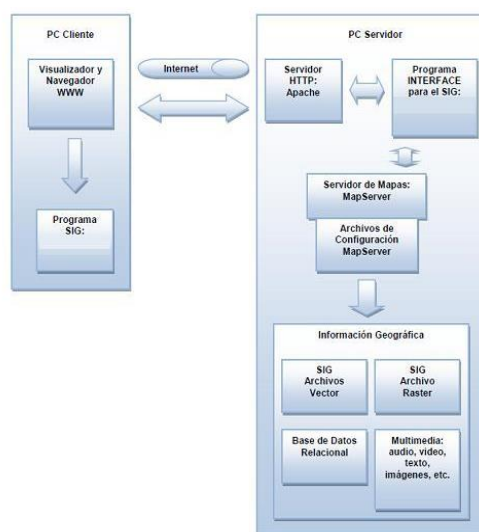 PC Cliente
Visualizador y
Navegador
WWW
Programa
SIG:
Internet
PC Servidor
Servidor
HTTP:
Apache
Programa
INTERFACE
para el SIG:
Servidor de Mapas:
MapServer
Archivos de
Configuración
MapServer
Información Geográfica
SIG
Archivos
Vector
SIG
Archivo
Raster
Base de Datos
Relacional
Multimedia:
audio, video,
texto,
imágenes, etc.